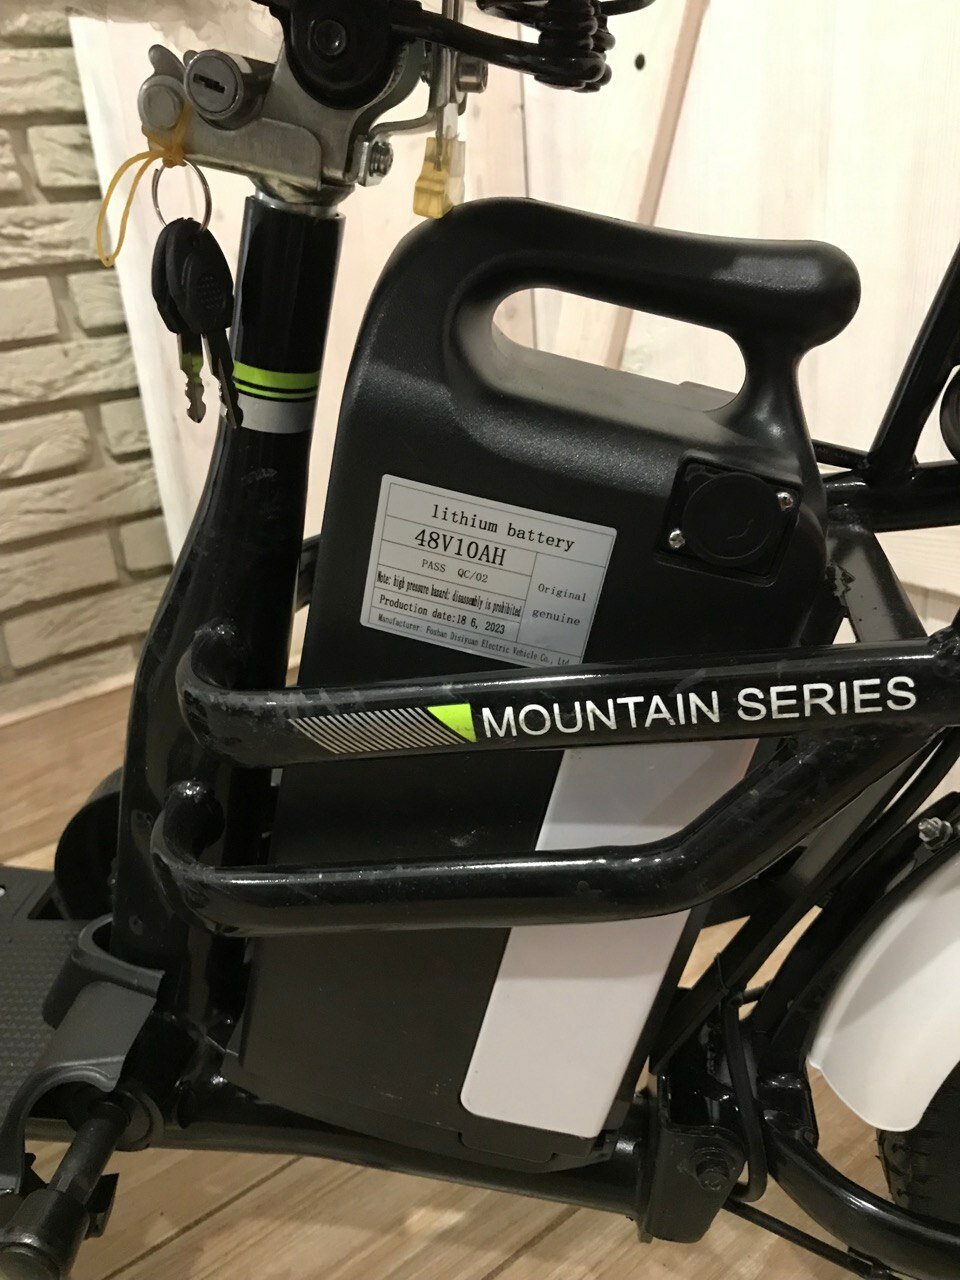 lithium battery
48V10AH
PASS QC/02
Note: high pressure hazard: disassembly is prohibited
Production date:18 6, 2023
Manufacturer: Foshan Disiyuan Electric Vehicle Co., Ltd
Original
genuine
MOUNTAIN SERIES